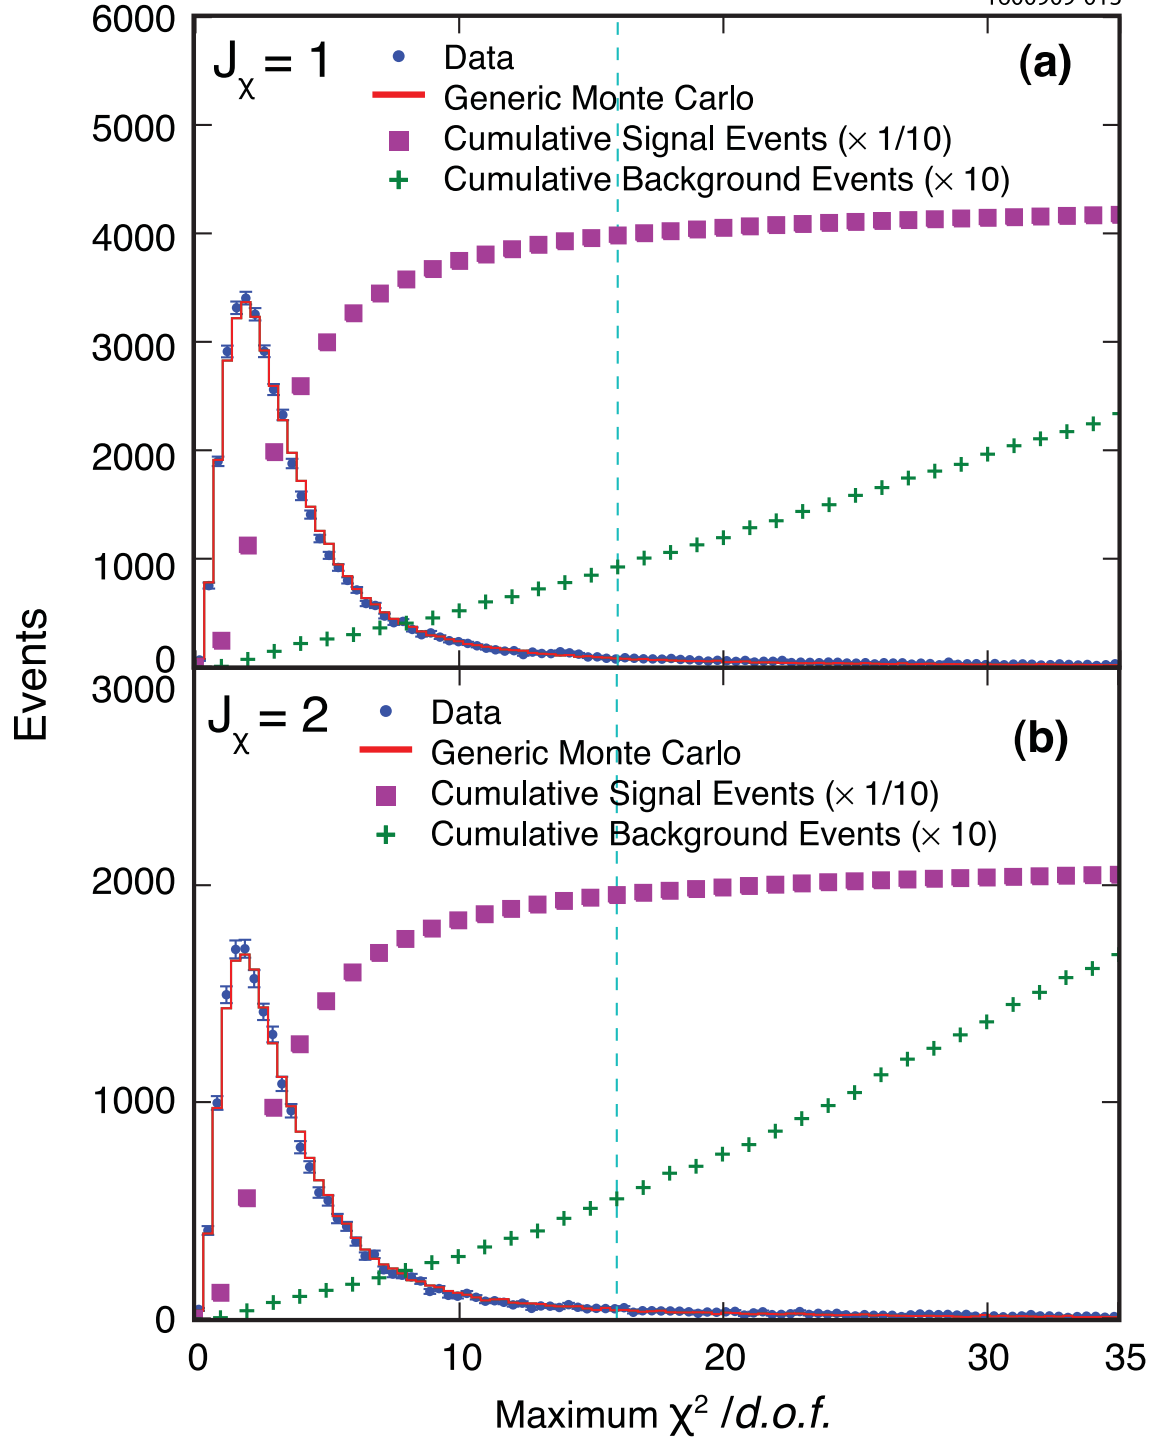 6000
J_χ = 1
(a)
Data
Generic Monte Carlo
Cumulative Signal Events (× 1/10)
Cumulative Background Events (× 10)
5000
4000
3000
2000
1000
0
Events
3000
J_χ = 2
(b)
Data
Generic Monte Carlo
Cumulative Signal Events (× 1/10)
Cumulative Background Events (× 10)
2000
1000
0
0 10 20 30 35
Maximum χ² /d.o.f.